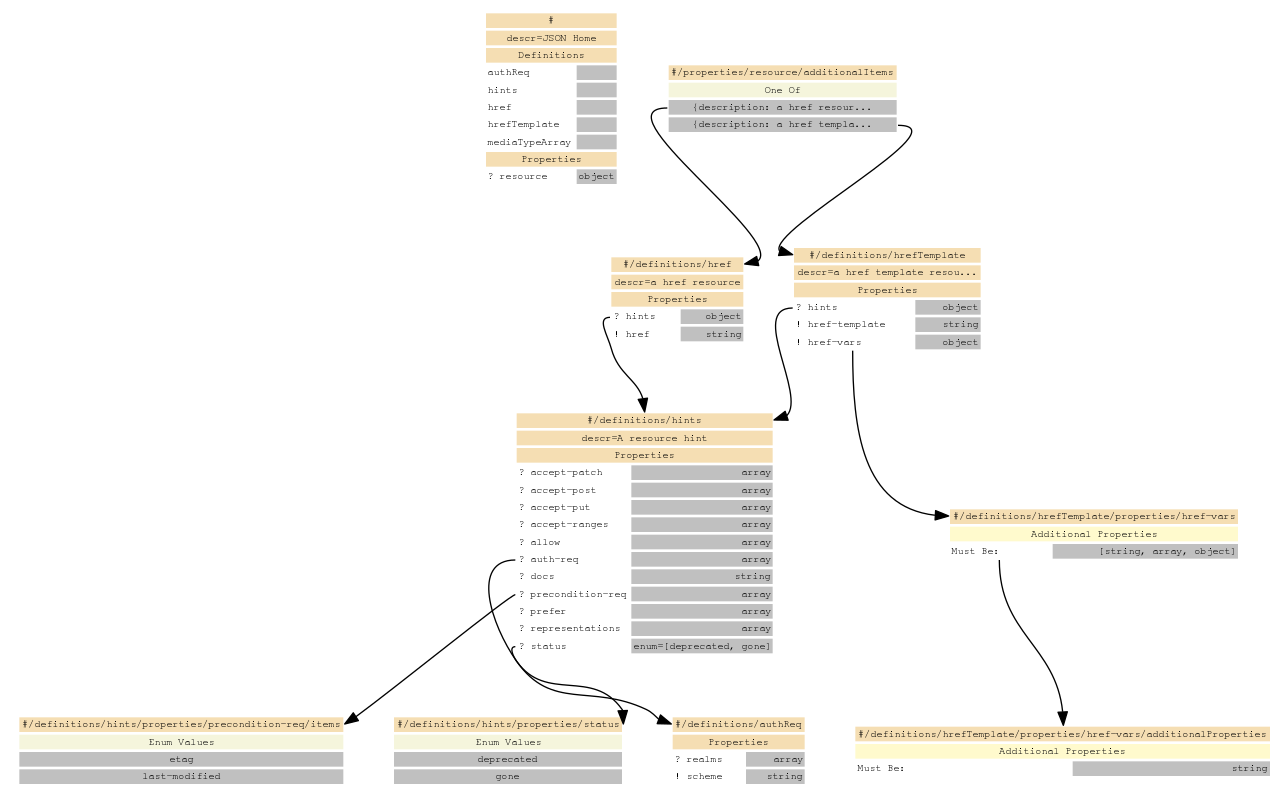 #
descr=JSON Home
Definitions
authReq
hints
href
hrefTemplate
mediaTypeArray
Properties
? resource object
#/properties/resource/additionalItems
One Of
{description: a href resour...
{description: a href templa...
#/definitions/href
descr=a href resource
Properties
? hints object
! href string
#/definitions/hrefTemplate
descr=a href template resou...
Properties
? hints object
! href-template string
! href-vars object
#/definitions/hints
descr=A resource hint
Properties
? accept-patch array
? accept-post array
? accept-put array
? accept-ranges array
? allow array
? auth-req array
? docs string
? precondition-req array
? prefer array
? representations array
? status enum=[deprecated, gone]
#/definitions/hrefTemplate/properties/href-vars
Additional Properties
Must Be: [string, array, object]
#/definitions/hints/properties/precondition-req/items
Enum Values
etag
last-modified
#/definitions/hints/properties/status
Enum Values
deprecated
gone
#/definitions/authReq
Properties
? realms array
! scheme string
#/definitions/hrefTemplate/properties/href-vars/additionalProperties
Additional Properties
Must Be: string